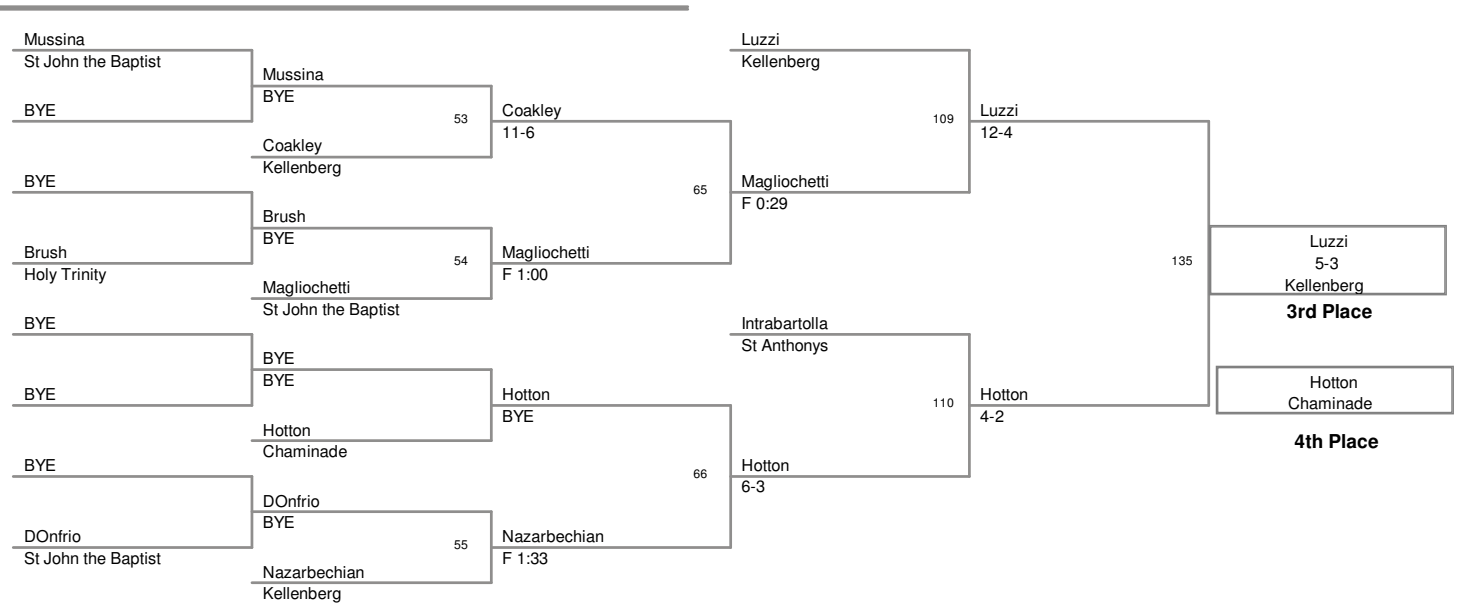 Mussina
St John the Baptist
BYE
BYE
Brush
Holy Trinity
BYE
BYE
BYE
DOnfrio
St John the Baptist
Mussina
BYE
53
Coakley
Kellenberg
Brush
BYE
54
Magliochetti
St John the Baptist
BYE
BYE
Hotton
Chaminade
DOnfrio
BYE
55
Nazarbechian
Kellenberg
Coakley
11-6
65
Magliochetti
F 1:00
Hotton
BYE
66
Nazarbechian
F 1:33
Luzzi
Kellenberg
109
Magliochetti
F 0:29
Intrabartolla
St Anthonys
110
Hotton
6-3
Luzzi
12-4
135
Hotton
4-2
Luzzi
5-3
Kellenberg
3rd Place
Hotton
Chaminade
4th Place